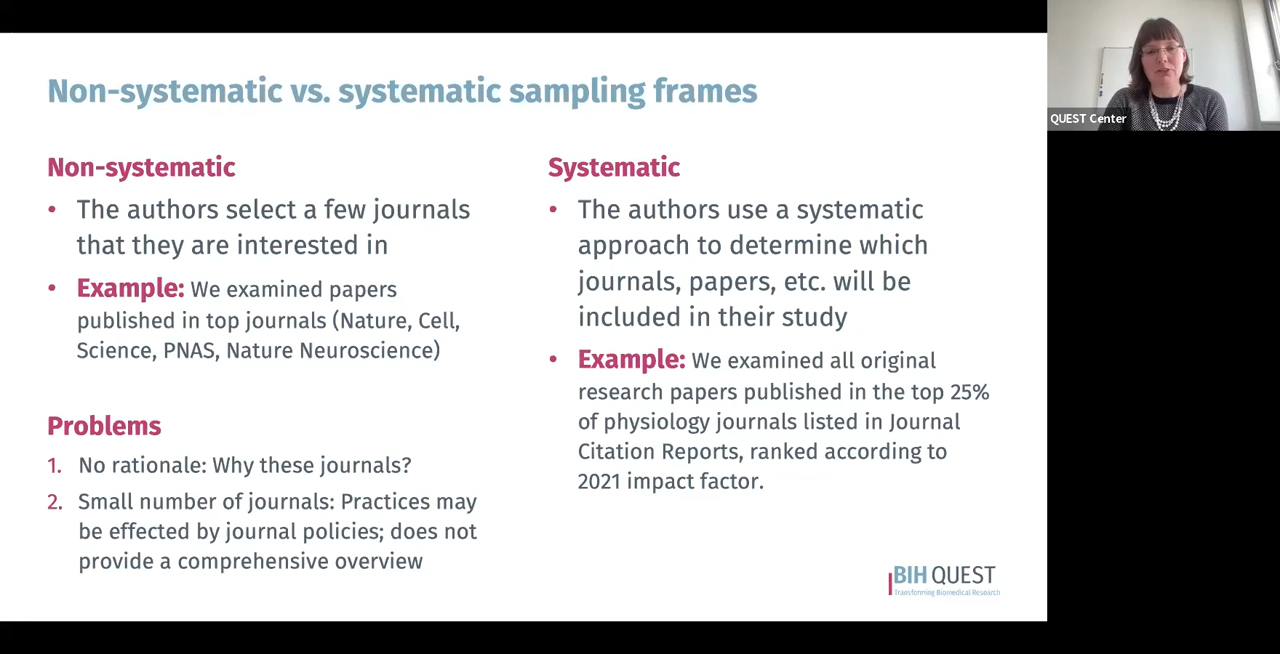 Non-systematic vs. systematic sampling frames
Non-systematic
• The authors select a few journals
that they are interested in
• Example: We examined papers
published in top journals (Nature, Cell,
Science, PNAS, Nature Neuroscience)
Problems
1. No rationale: Why these journals?
2. Small number of journals: Practices may
be effected by journal policies; does not
provide a comprehensive overview
Systematic
• The authors use a systematic
approach to determine which
journals, papers, etc. will be
included in their study
• Example: We examined all original
research papers published in the top 25%
of physiology journals listed in Journal
Citation Reports, ranked according to
2021 impact factor.
BIH QUEST
Transforming Biomedical Research
QUEST Center